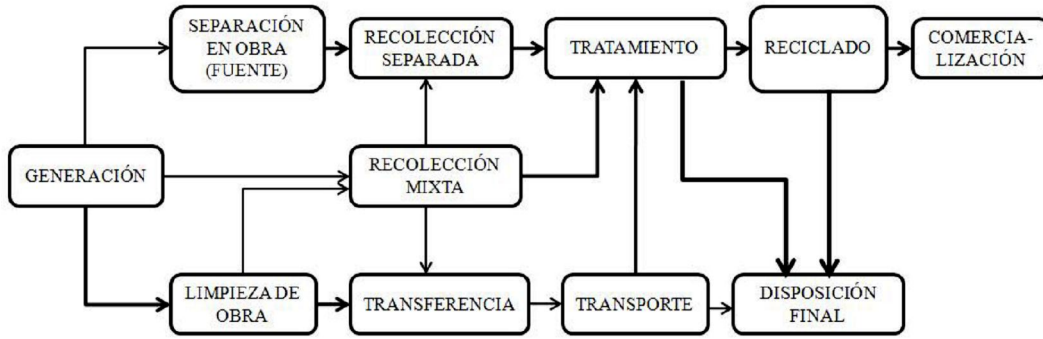 SEPARACIÓN
EN OBRA
(FUENTE)
RECOLECCIÓN
SEPARADA
TRATAMIENTO
RECICLADO
COMERCIA-
LIZACIÓN
GENERACIÓN
RECOLECCIÓN
MIXTA
LIMPIEZA DE
OBRA
TRANSFERENCIA
TRANSPORTE
DISPOSICIÓN
FINAL